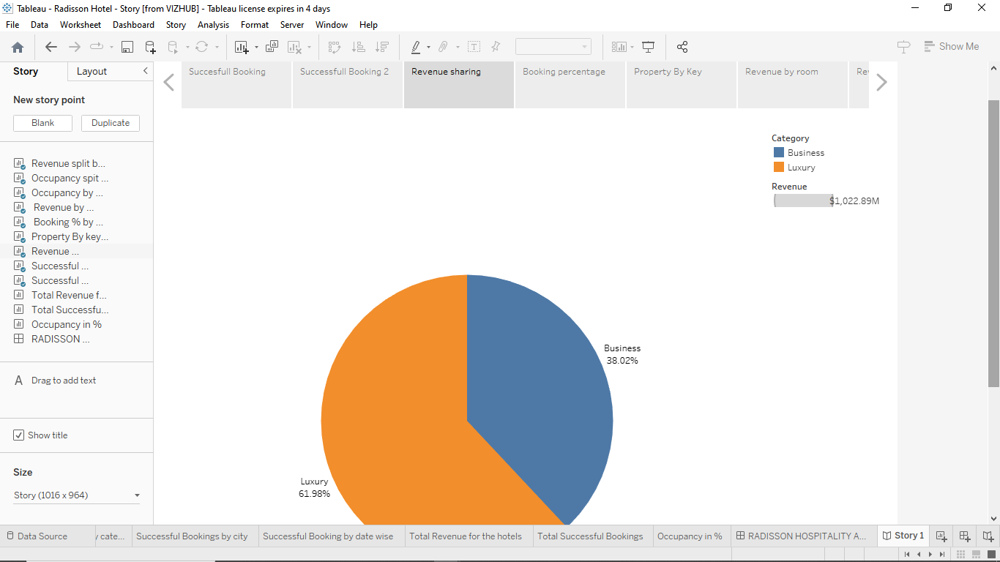 Tableau - Radisson Hotel - Story [from VIZHUB] - Tableau license expires in 4 days
File Data Worksheet Dashboard Story Analysis Format Server Window Help
Show Me
Story Layout
New story point
Blank Duplicate
Revenue split b...
Occupancy spit ...
Occupancy by ...
Revenue by ...
Booking % by ...
Property By key...
Revenue ...
Successful ...
Successful ...
Total Revenue f...
Total Successfu...
Occupancy in %
RADISSON ...
A Drag to add text
Show title
Size
Story (1016 x 964)
Succesfull Booking
Successfull Booking 2
Revenue sharing
Booking percentage
Property By Key
Revenue by room
Category
Business
Luxury
Revenue
$1,022.89M
Business
38.02%
Luxury
61.98%
Data Source
y cate...
Successful Bookings by city
Successful Booking by date wise
Total Revenue for the hotels
Total Successful Bookings
Occupancy in %
RADISSON HOSPITALITY A...
Story 1